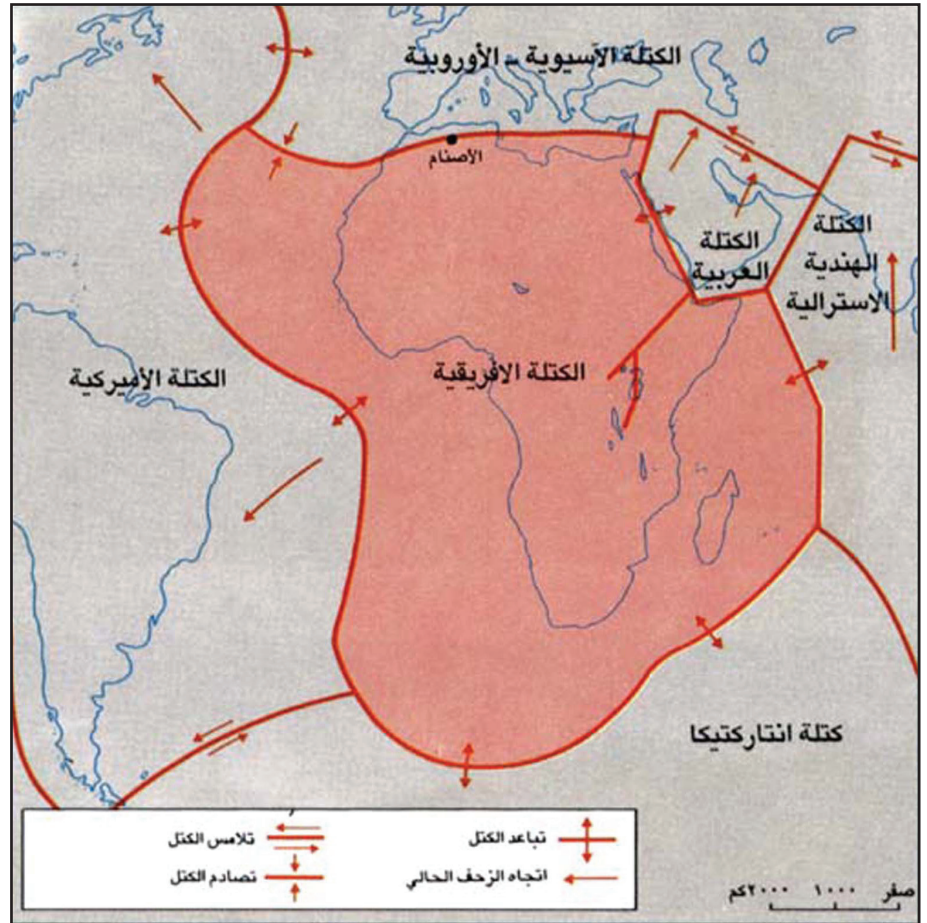 الكتلة الآسيوية - الأوروبية
الأصنام
الكتلة
العربية
الكتلة
الهندية
الاسترالية
الكتلة الأميركية
الكتلة الإفريقية
كتلة انتاركتيكا
تباعد الكتل
تلامس الكتل
اتجاه الزحف الحالي
تصادم الكتل
صفر ١٠٠٠ ٢٠٠٠كم